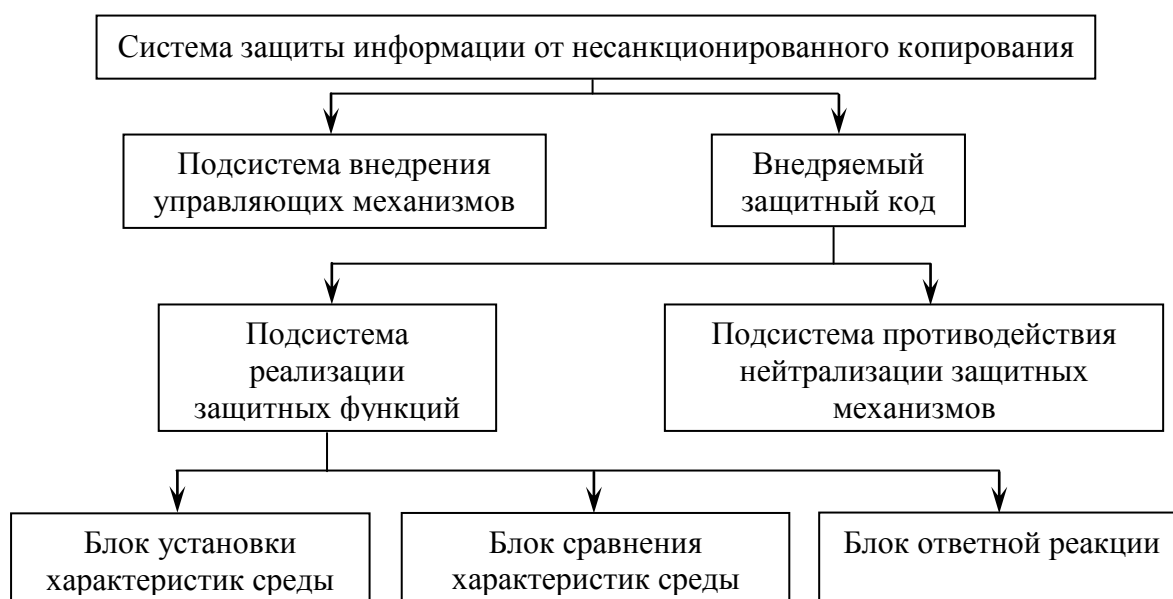 Система защиты информации от несанкционированного копирования
Подсистема внедрения
управляющих механизмов
Внедряемый
защитный код
Подсистема
реализации
защитных функций
Подсистема противодействия
нейтрализации защитных
механизмов
Блок установки
характеристик среды
Блок сравнения
характеристик среды
Блок ответной реакции